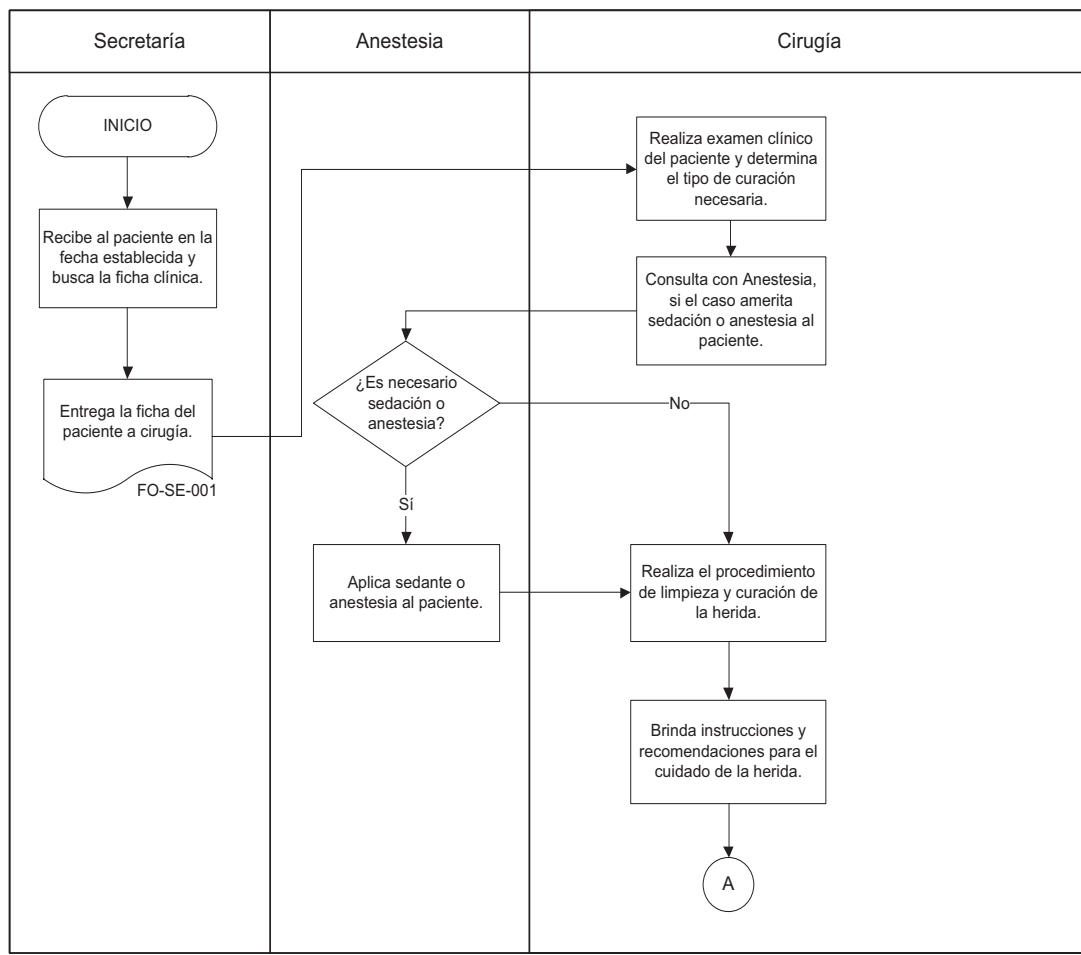 Secretaría
Anestesia
Cirugía
INICIO
Recibe al paciente en la
fecha establecida y
busca la ficha clínica.
Entrega la ficha del
paciente a cirugía.
FO-SE-001
Realiza examen clínico
del paciente y determina
el tipo de curación
necesaria.
Consulta con Anestesia,
si el caso amerita
sedación o anestesia al
paciente.
¿Es necesario
sedación o
anestesia?
No
Sí
Aplica sedante o
anestesia al paciente.
Realiza el procedimiento
de limpieza y curación de
la herida.
Brinda instrucciones y
recomendaciones para el
cuidado de la herida.
A